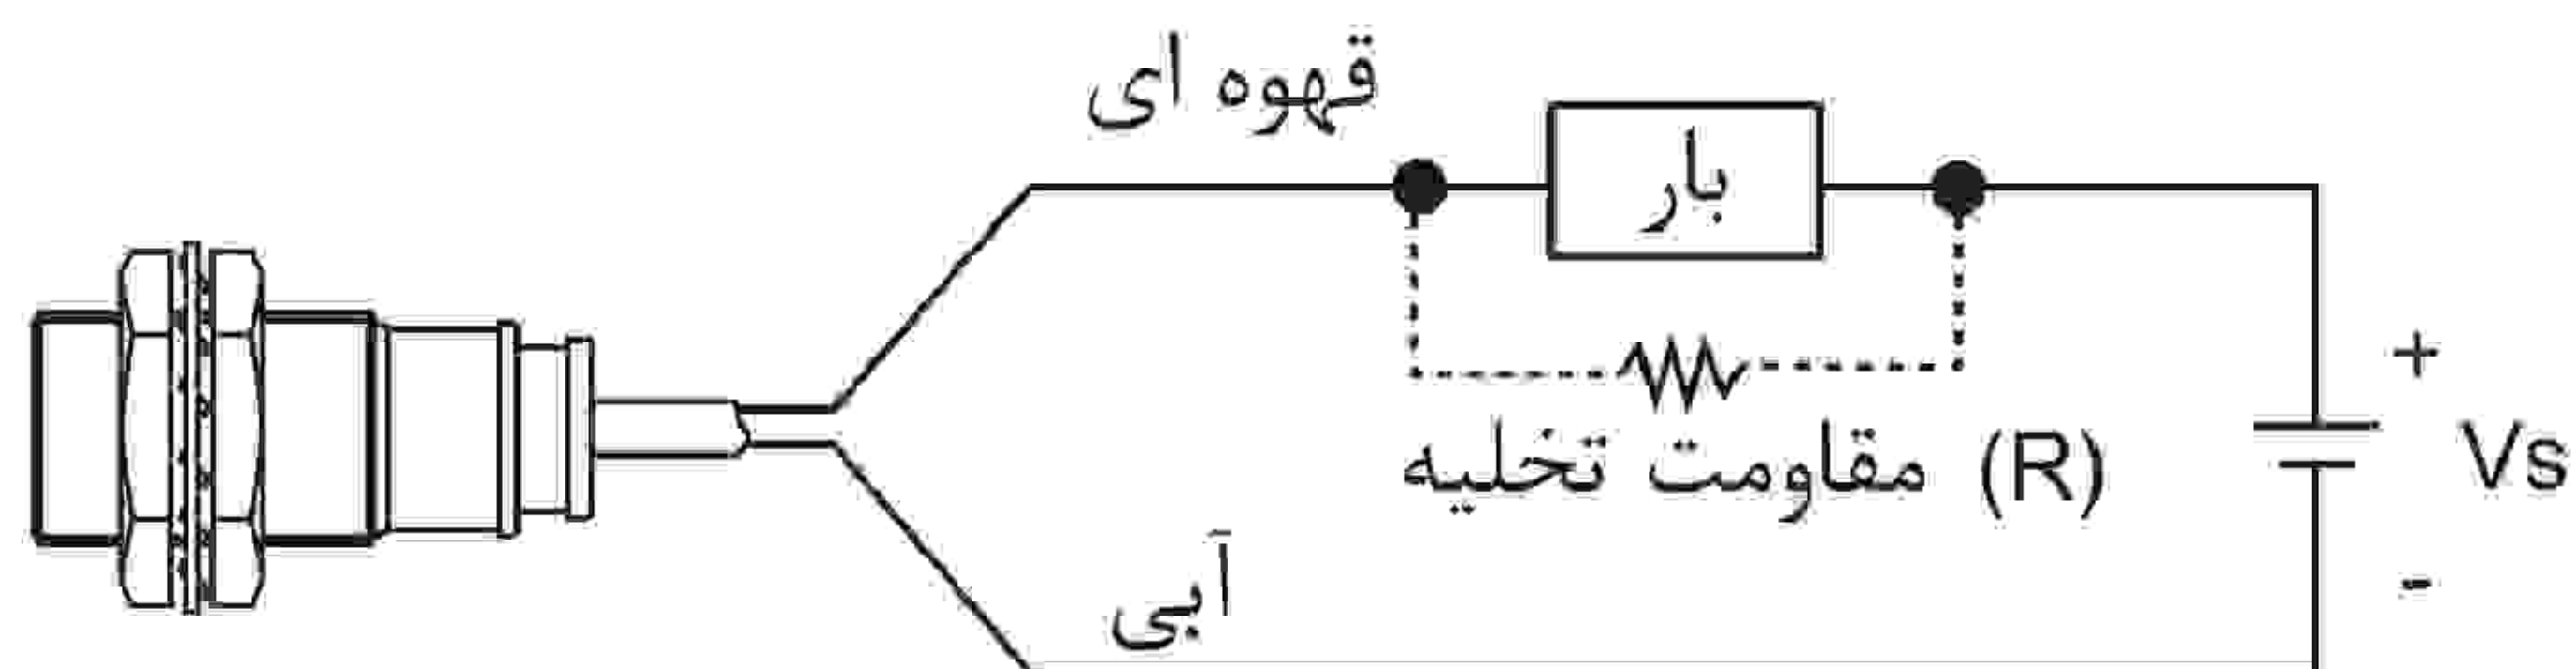 قهوه ای
بار
+
مقاومت تخلیه (R)
Vs
آبی
-